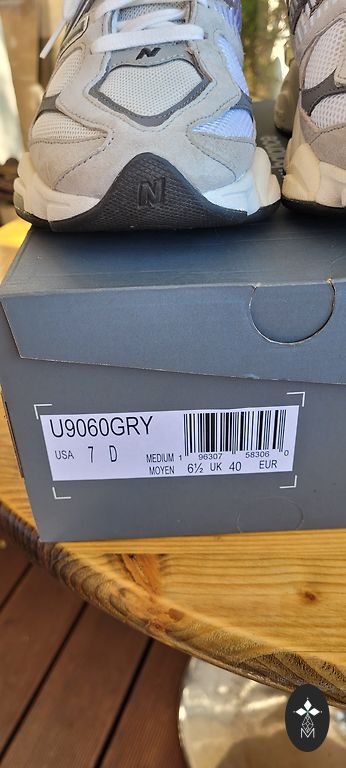 N
N
U9060GRY
USA 7 D MEDIUM 1 96307 58306 0
MOYEN 6½ UK 40 EUR
M